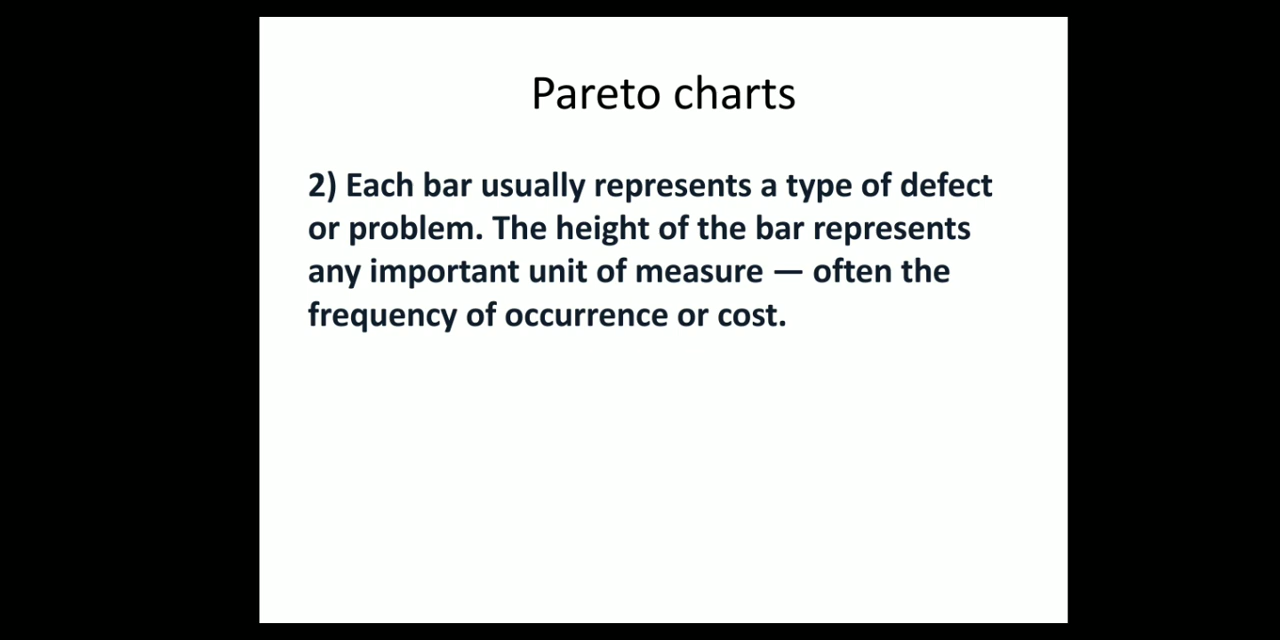 Pareto charts
2) Each bar usually represents a type of defect
or problem. The height of the bar represents
any important unit of measure — often the
frequency of occurrence or cost.